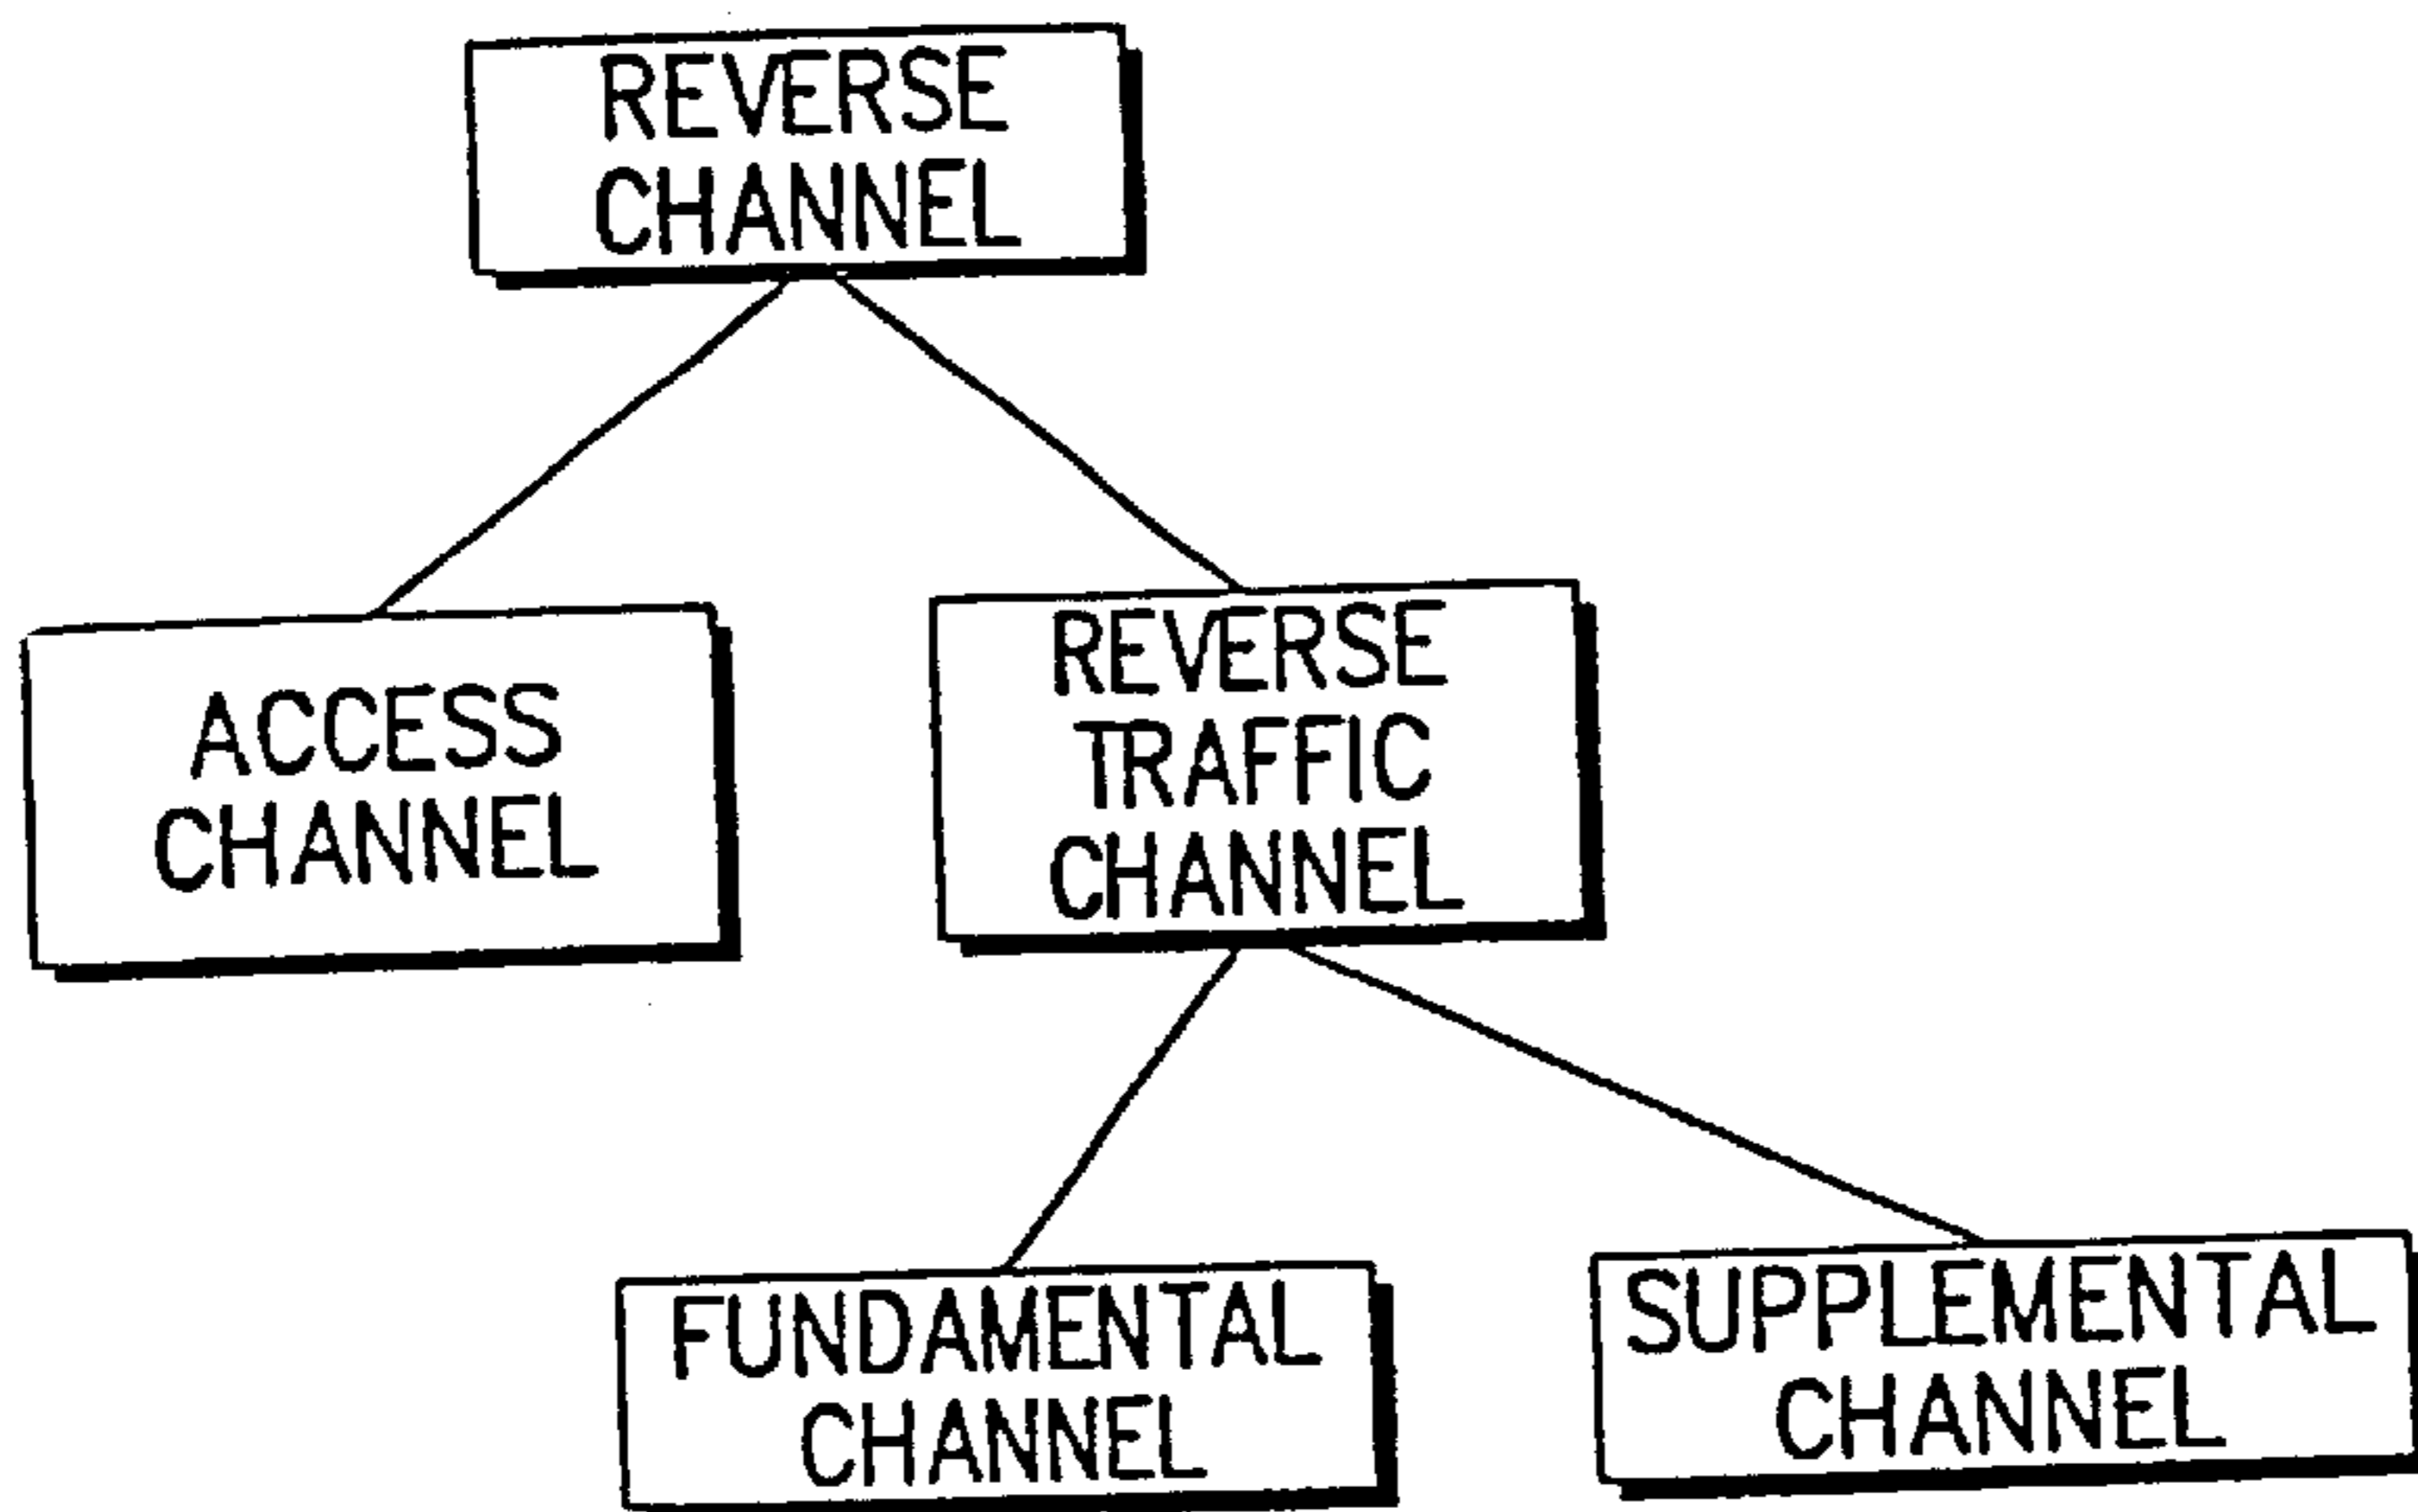 REVERSE
CHANNEL
ACCESS
CHANNEL
REVERSE
TRAFFIC
CHANNEL
FUNDAMENTAL
CHANNEL
SUPPLEMENTAL
CHANNEL